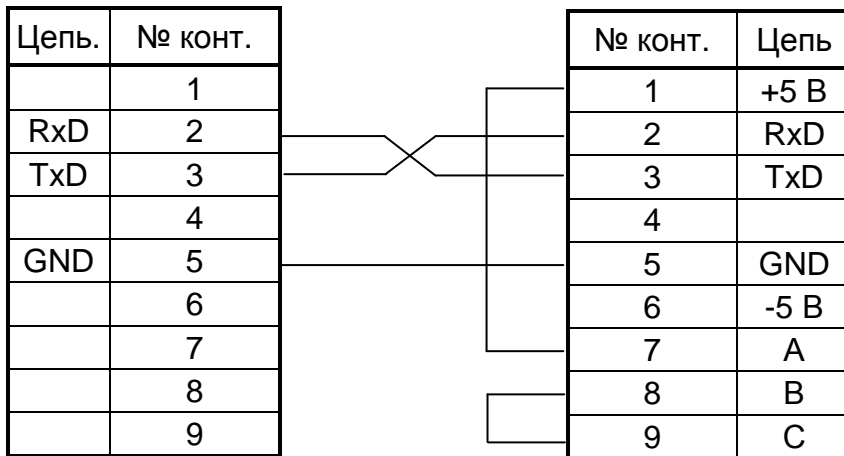 Цепь. № конт.
1
RxD 2
TxD 3
4
GND 5
6
7
8
9
№ конт. Цепь
1 +5 В
2 RxD
3 TxD
4
5 GND
6 -5 В
7 А
8 В
9 С